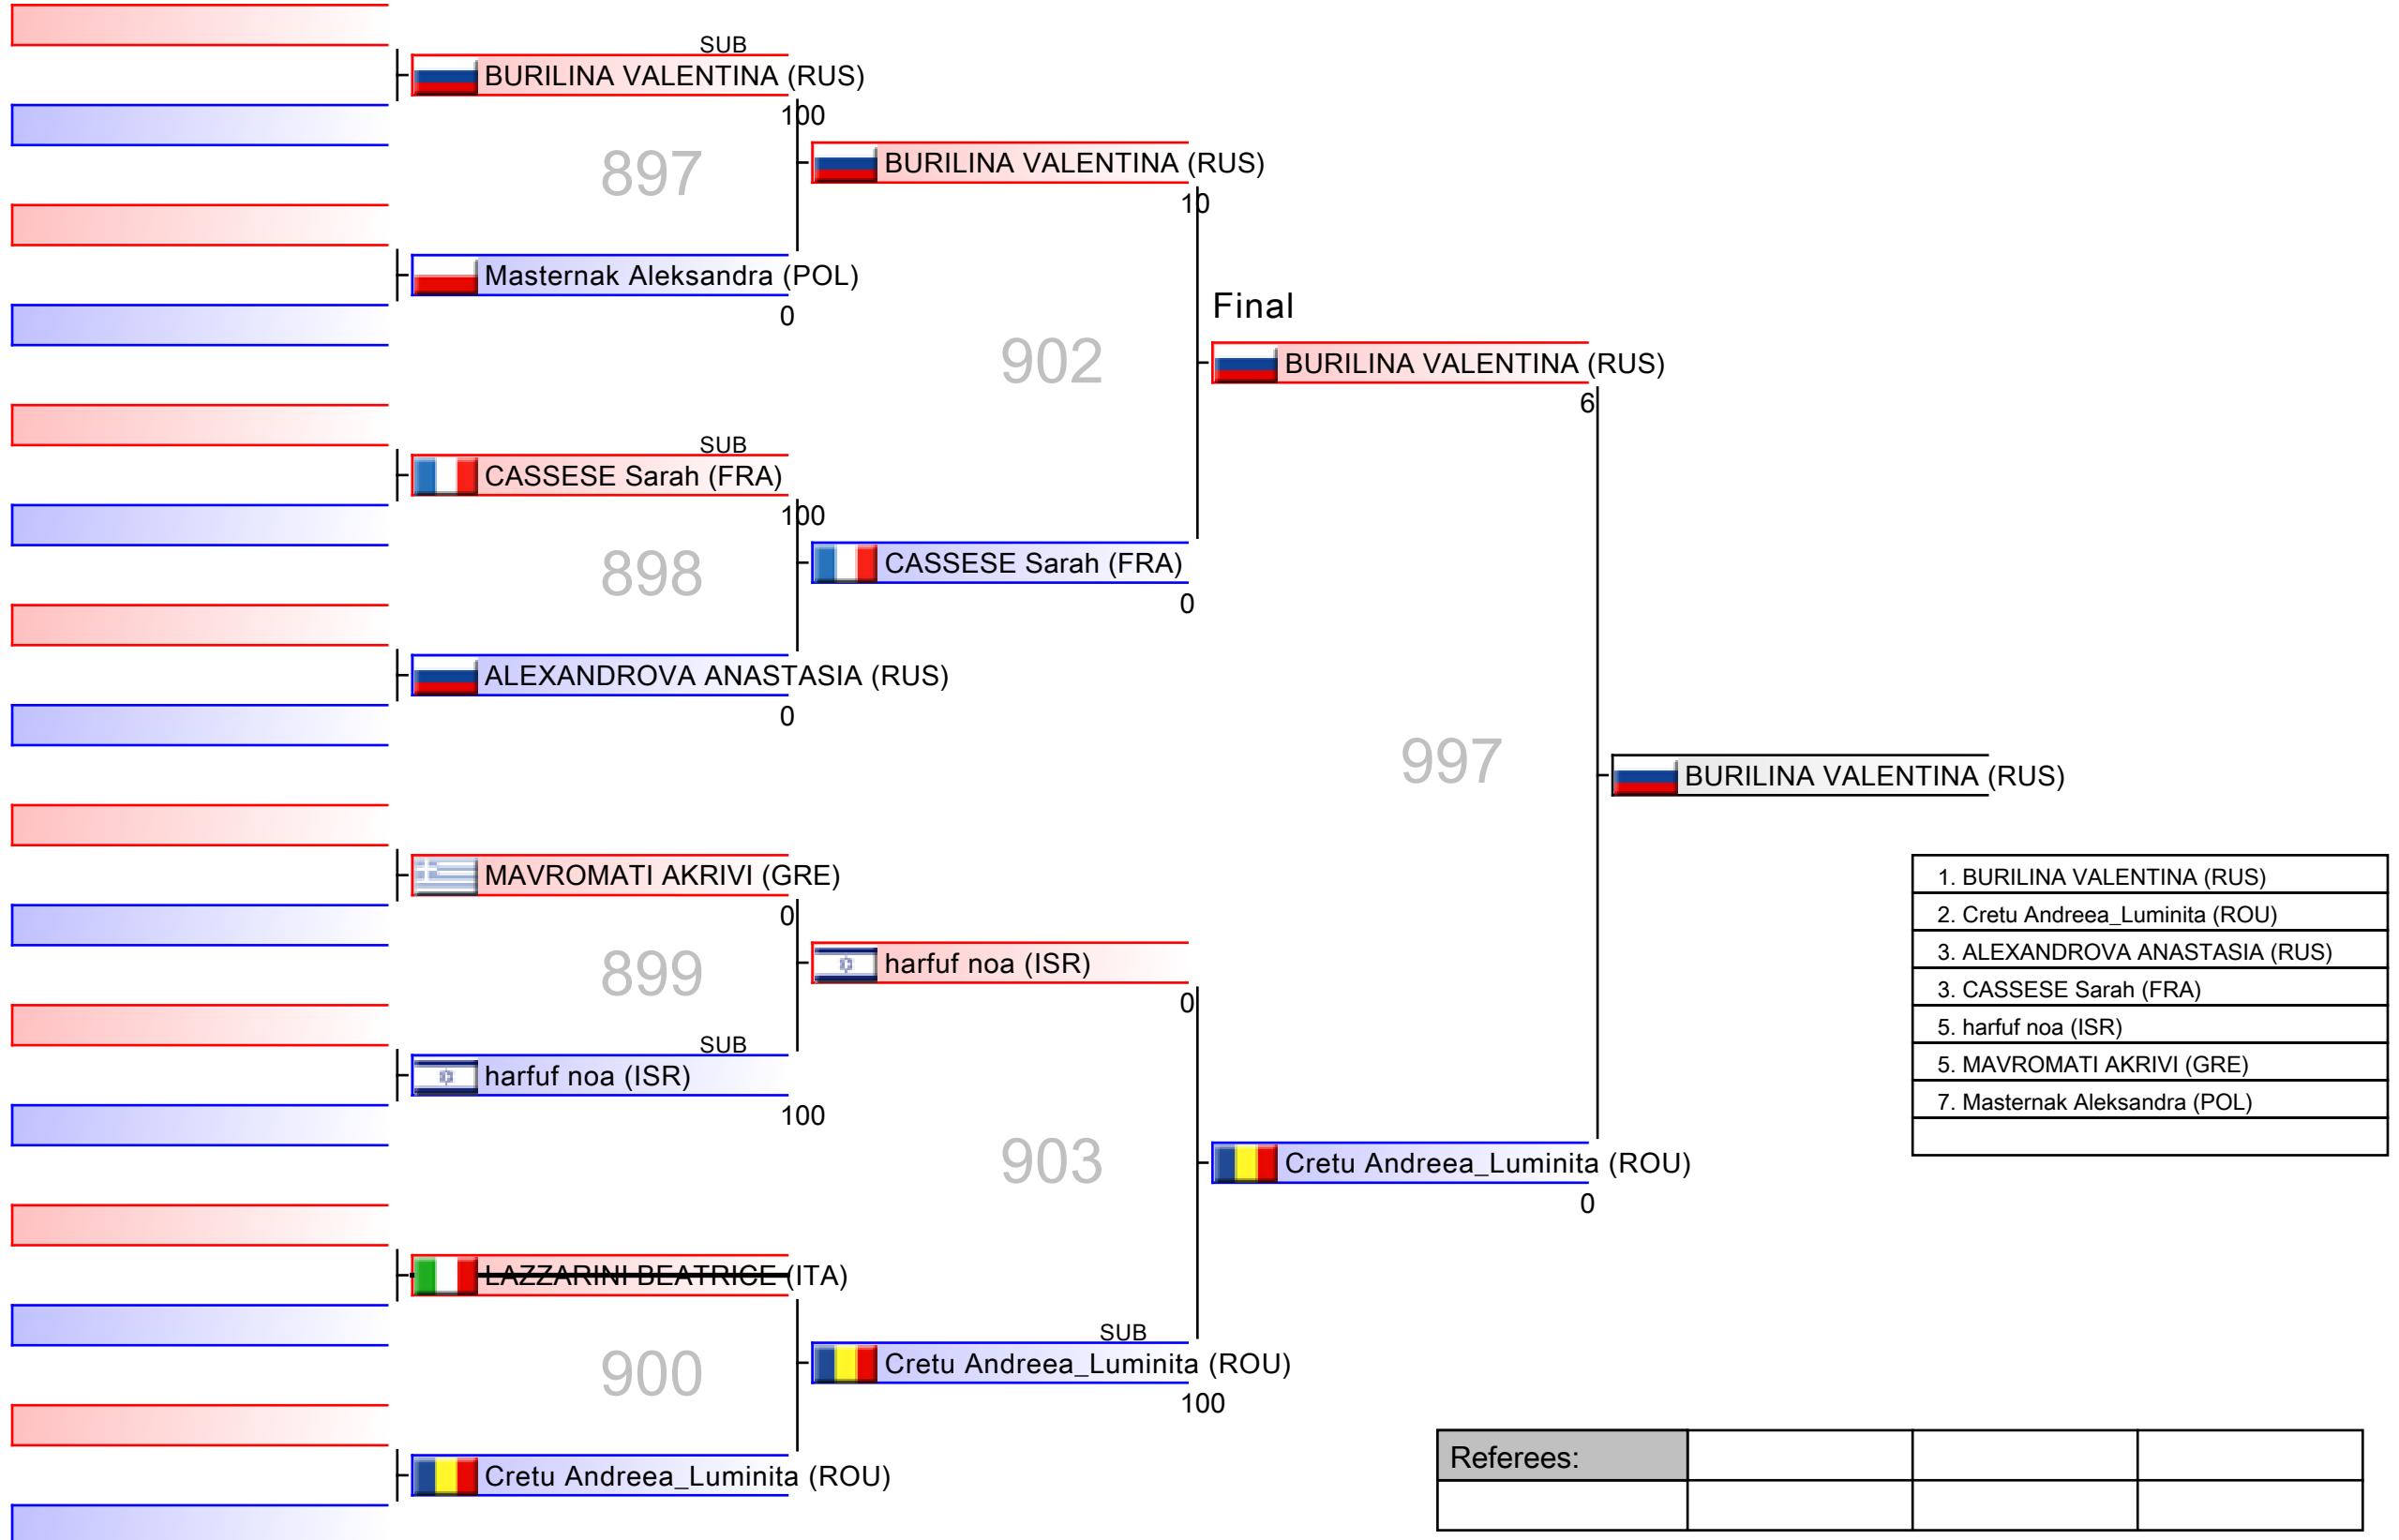 SUB
BURILINA VALENTINA (RUS)
100
897
Masternak Aleksandra (POL)
0
SUB
CASSESE Sarah (FRA)
100
898
ALEXANDROVA ANASTASIA (RUS)
0
MAVROMATI AKRIVI (GRE)
0
899
SUB
harfuf noa (ISR)
100
LAZZARINI BEATRICE (ITA)
900
Cretu Andreea_Luminita (ROU)
BURILINA VALENTINA (RUS)
10
902
CASSESE Sarah (FRA)
0
harfuf noa (ISR)
0
903
SUB
Cretu Andreea_Luminita (ROU)
100
Final
BURILINA VALENTINA (RUS)
6
997
Cretu Andreea_Luminita (ROU)
0
BURILINA VALENTINA (RUS)
1. BURILINA VALENTINA (RUS)
2. Cretu Andreea_Luminita (ROU)
3. ALEXANDROVA ANASTASIA (RUS)
3. CASSESE Sarah (FRA)
5. harfuf noa (ISR)
5. MAVROMATI AKRIVI (GRE)
7. Masternak Aleksandra (POL)
Referees: